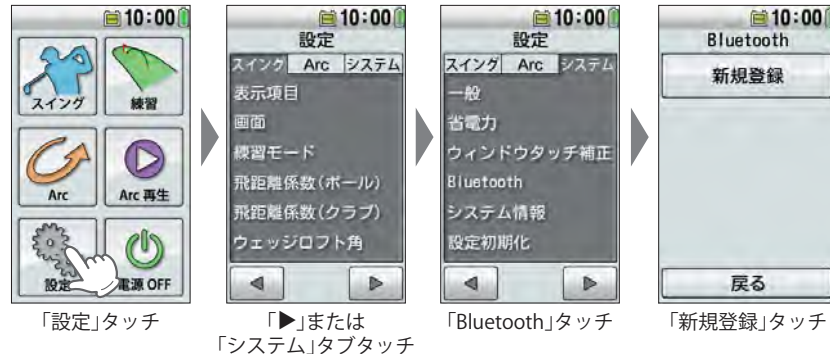 10:00
スイング
練習
Arc
Arc 再生
設定
電源 OFF
「設定」タッチ
10:00
設定
スイング Arc システム
表示項目
画面
練習モード
飛距離係数(ボール)
飛距離係数(クラブ)
ウェッジロフト角
「▶」または
「システム」タブタッチ
10:00
設定
スイング Arc システム
一般
省電力
ウィンドウタッチ補正
Bluetooth
システム情報
設定初期化
「Bluetooth」タッチ
10:00
Bluetooth
新規登録
戻る
「新規登録」タッチ